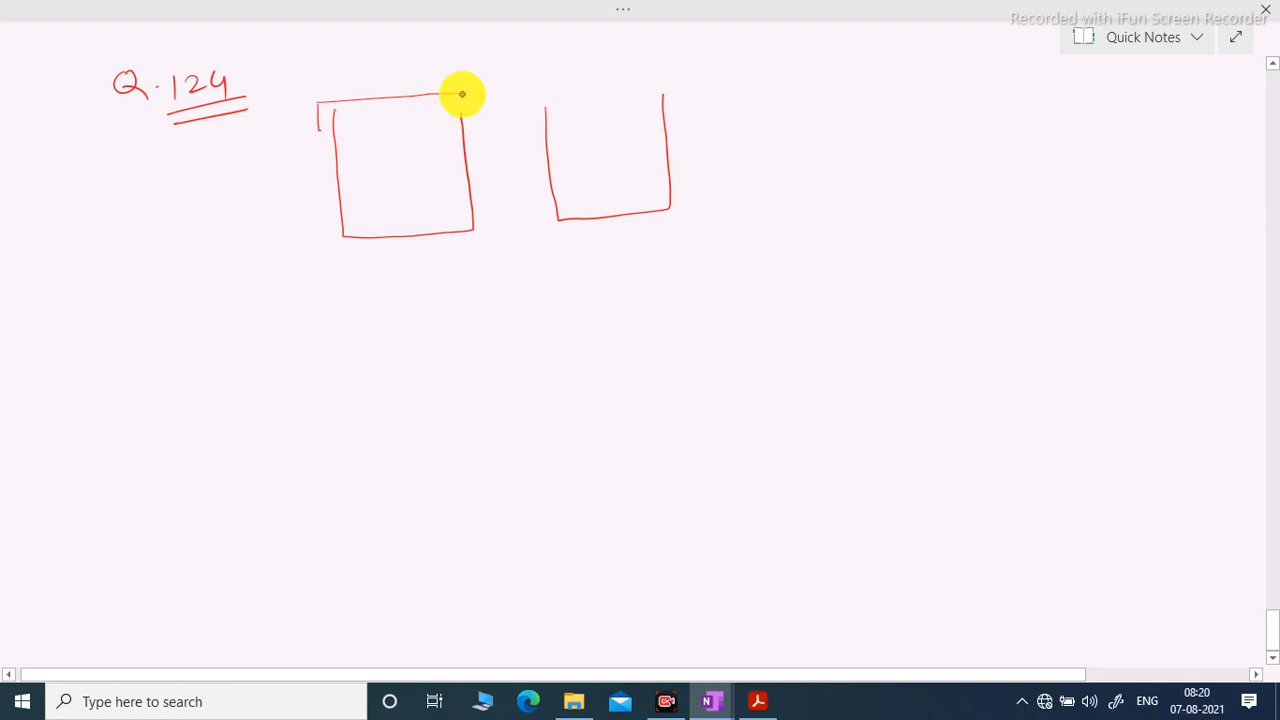 Recorded with iFun Screen Recorder
Quick Notes
Q. 124
Type here to search
ENG
08:20
07-08-2021